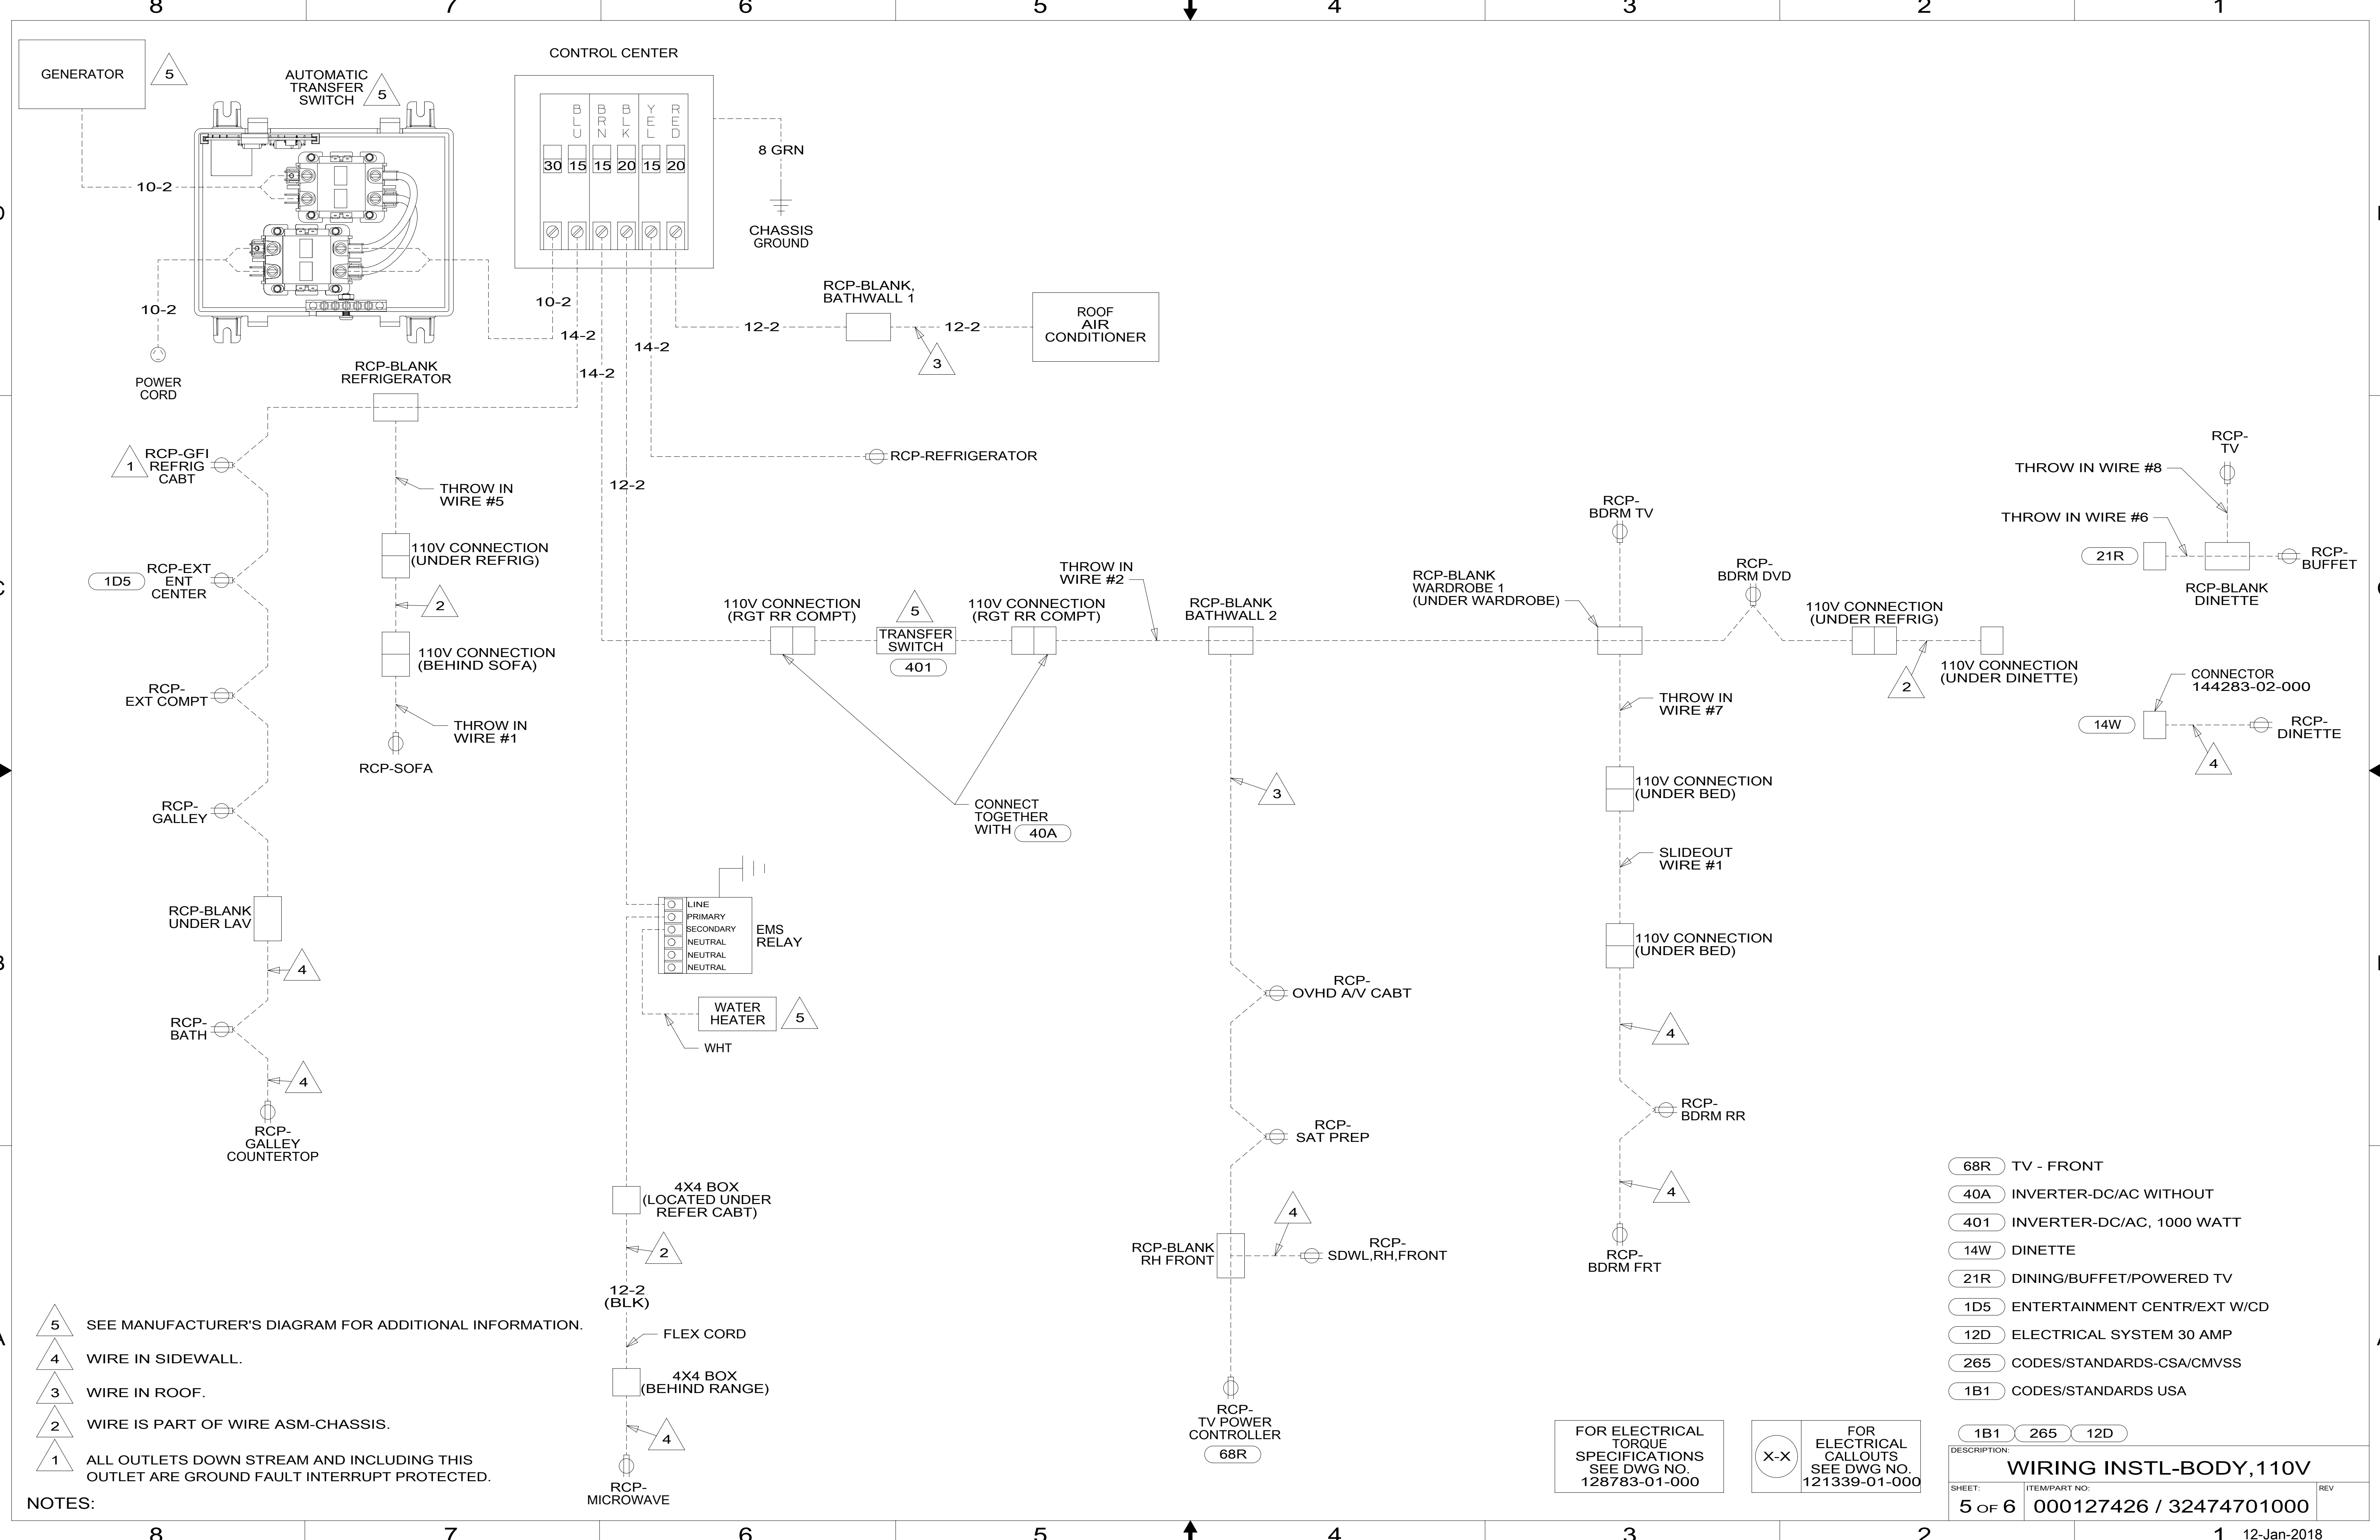 8 7 6 5 4 3 2 1
GENERATOR
5
AUTOMATIC
TRANSFER
SWITCH
5
CONTROL CENTER
BLU BRN BLK YEL RED
30 15 15 20 15 20
8 GRN
CHASSIS
GROUND
10-2
10-2
POWER
CORD
10-2
14-2
14-2
14-2
12-2
RCP-BLANK,
BATHWALL 1
12-2
12-2
3
ROOF
AIR
CONDITIONER
RCP-BLANK
REFRIGERATOR
1
RCP-GFI
REFRIG
CABT
1D5
RCP-EXT
ENT
CENTER
RCP-
EXT COMPT
RCP-
GALLEY
RCP-BLANK
UNDER LAV
4
RCP-
BATH
4
RCP-
GALLEY
COUNTERTOP
THROW IN
WIRE #5
110V CONNECTION
(UNDER REFRIG)
2
110V CONNECTION
(BEHIND SOFA)
THROW IN
WIRE #1
RCP-SOFA
RCP-REFRIGERATOR
110V CONNECTION
(RGT RR COMPT)
5
TRANSFER
SWITCH
401
110V CONNECTION
(RGT RR COMPT)
THROW IN
WIRE #2
CONNECT
TOGETHER
WITH 40A
RCP-BLANK
BATHWALL 2
3
RCP-
OVHD A/V CABT
RCP-
SAT PREP
RCP-BLANK
RH FRONT
4
RCP-
SDWL,RH,FRONT
RCP-
TV POWER
CONTROLLER
68R
LINE
PRIMARY
SECONDARY
NEUTRAL
NEUTRAL
NEUTRAL
EMS
RELAY
WATER
HEATER
5
WHT
4X4 BOX
(LOCATED UNDER
REFER CABT)
2
12-2
(BLK)
FLEX CORD
4X4 BOX
(BEHIND RANGE)
4
RCP-
MICROWAVE
RCP-
BDRM TV
RCP-BLANK
WARDROBE 1
(UNDER WARDROBE)
RCP-
BDRM DVD
110V CONNECTION
(UNDER REFRIG)
2
110V CONNECTION
(UNDER DINETTE)
THROW IN
WIRE #7
110V CONNECTION
(UNDER BED)
SLIDEOUT
WIRE #1
110V CONNECTION
(UNDER BED)
4
RCP-
BDRM RR
4
RCP-
BDRM FRT
RCP-
TV
THROW IN WIRE #8
THROW IN WIRE #6
21R
RCP-
BUFFET
RCP-BLANK
DINETTE
CONNECTOR
144283-02-000
14W
RCP-
DINETTE
4
68R TV - FRONT
40A INVERTER-DC/AC WITHOUT
401 INVERTER-DC/AC, 1000 WATT
14W DINETTE
21R DINING/BUFFET/POWERED TV
1D5 ENTERTAINMENT CENTR/EXT W/CD
12D ELECTRICAL SYSTEM 30 AMP
265 CODES/STANDARDS-CSA/CMVSS
1B1 CODES/STANDARDS USA
5 SEE MANUFACTURER'S DIAGRAM FOR ADDITIONAL INFORMATION.
4 WIRE IN SIDEWALL.
3 WIRE IN ROOF.
2 WIRE IS PART OF WIRE ASM-CHASSIS.
1 ALL OUTLETS DOWN STREAM AND INCLUDING THIS
OUTLET ARE GROUND FAULT INTERRUPT PROTECTED.
NOTES:
FOR ELECTRICAL
TORQUE
SPECIFICATIONS
SEE DWG NO.
128783-01-000
X-X
FOR
ELECTRICAL
CALLOUTS
SEE DWG NO.
121339-01-000
1B1 265 12D
DESCRIPTION:
WIRING INSTL-BODY,110V
SHEET:
5 OF 6
ITEM/PART NO:
000127426 / 32474701000
REV
8 7 6 5 4 3 2 1
12-Jan-2018